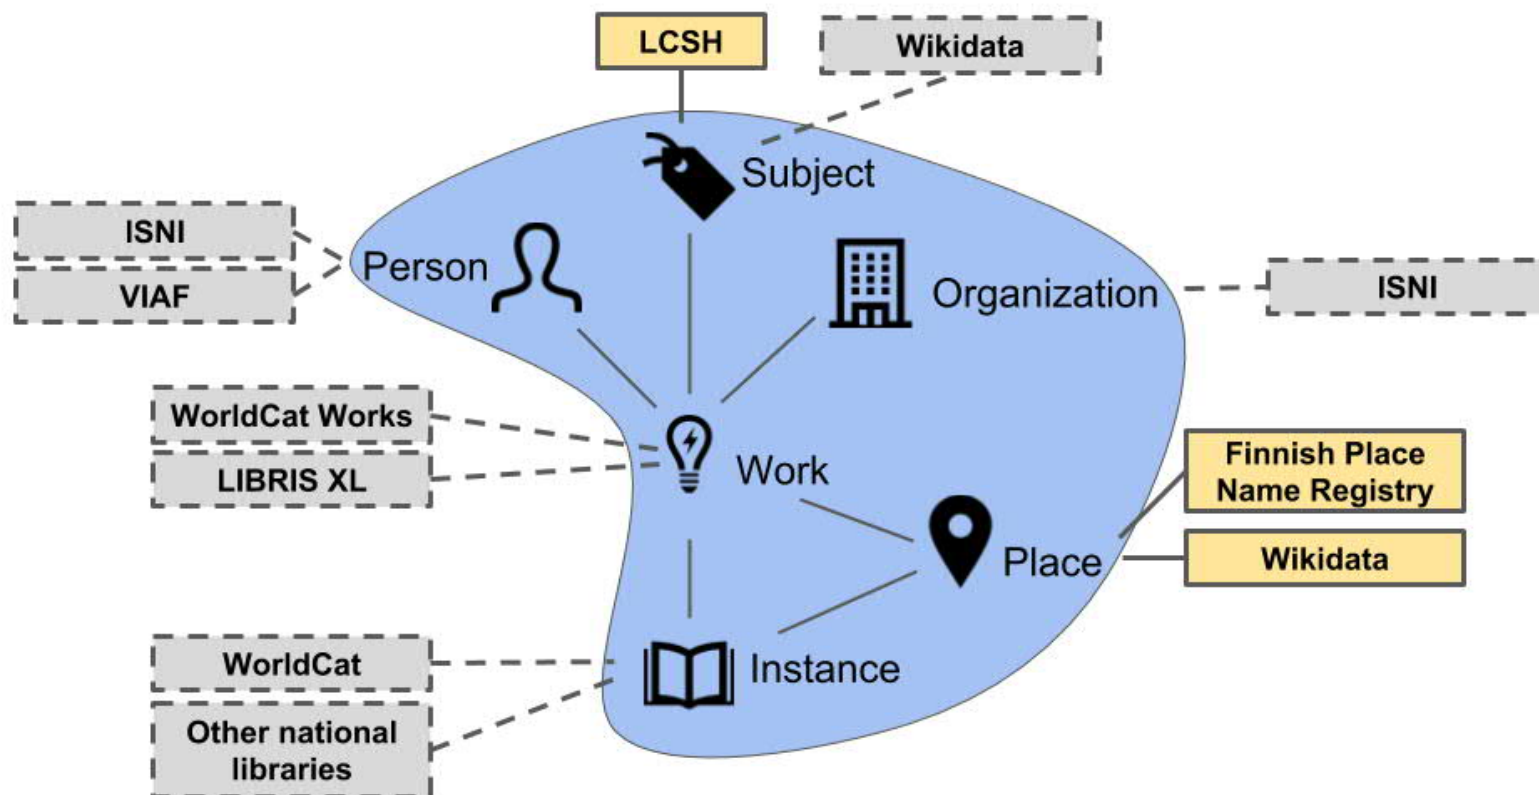 LCSH
Wikidata
Subject
ISNI
VIAF
Person
Organization
ISNI
WorldCat Works
LIBRIS XL
Work
Finnish Place
Name Registry
Wikidata
Place
WorldCat
Other national
libraries
Instance